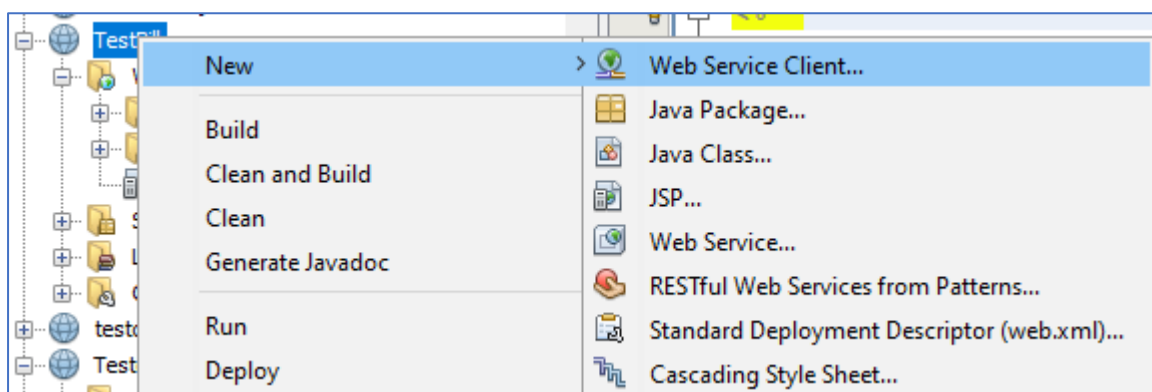 New
Build
Clean and Build
Clean
Generate Javadoc
Run
Deploy
Web Service Client...
Java Package...
Java Class...
JSP...
Web Service...
RESTful Web Services from Patterns...
Standard Deployment Descriptor (web.xml)...
Cascading Style Sheet...
Test